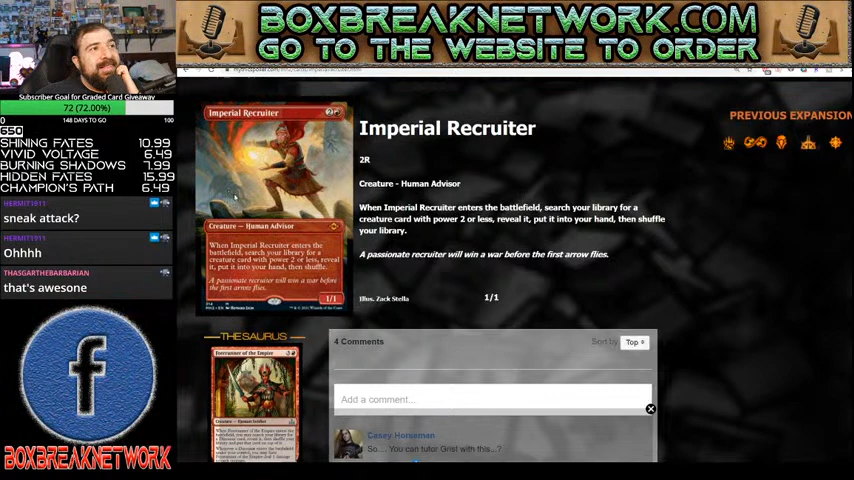 BOXBREAKNETWORK.COM
GO TO THE WEBSITE TO ORDER
Subscriber Goal for Graded Card Giveaway
72 (72.00%)
0
148 DAYS TO GO
100
650
SHINING FATES 10.99
VIVID VOLTAGE 6.49
BURNING SHADOWS 7.99
HIDDEN FATES 15.99
CHAMPION'S PATH 6.49
HERMIT1911
sneak attack?
HERMIT1911
Ohhhh
THASGARTHEBARBARIAN
that's awesome
BOXBREAKNETWORK
Imperial Recruiter
Creature — Human Advisor
When Imperial Recruiter enters the
battlefield, search your library for a
creature card with power 2 or less, reveal
it, put it into your hand, then shuffle.
A passionate recruiter will win a war before
the first arrow flies.
1/1
Imperial Recruiter
2R
Creature - Human Advisor
When Imperial Recruiter enters the battlefield, search your library for a
creature card with power 2 or less, reveal it, put it into your hand, then shuffle
your library.
A passionate recruiter will win a war before the first arrow flies.
Illus. Zack Stella
1/1
PREVIOUS EXPANSION
THESAURUS
Forerunner of the Empire
Creature — Human Soldier
4 Comments
Sort by
Top
Add a comment...
Casey Horseman
So.... You can tutor Grist with this...?